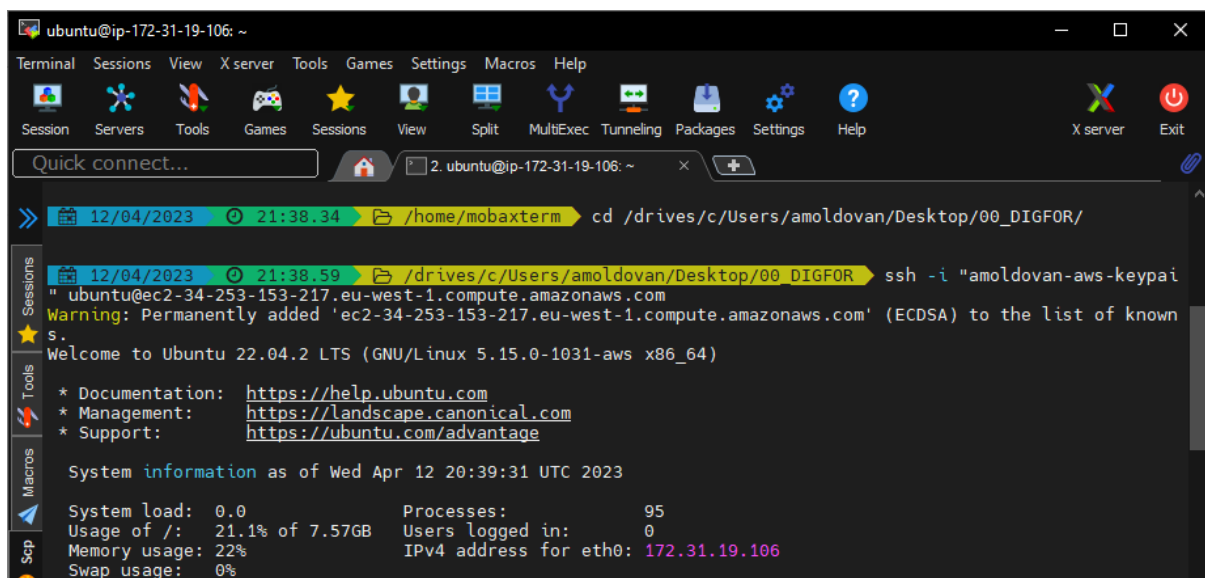 ubuntu@ip-172-31-19-106: ~
Terminal Sessions View X server Tools Games Settings Macros Help
Session Servers Tools Games Sessions View Split MultiExec Tunneling Packages Settings Help X server Exit
Quick connect... 2. ubuntu@ip-172-31-19-106: ~
12/04/2023 21:38.34 /home/mobaxterm cd /drives/c/Users/amoldovan/Desktop/00_DIGFOR/
12/04/2023 21:38.59 /drives/c/Users/amoldovan/Desktop/00_DIGFOR ssh -i "amoldovan-aws-keypai
" ubuntu@ec2-34-253-153-217.eu-west-1.compute.amazonaws.com
Warning: Permanently added 'ec2-34-253-153-217.eu-west-1.compute.amazonaws.com' (ECDSA) to the list of known
s.
Welcome to Ubuntu 22.04.2 LTS (GNU/Linux 5.15.0-1031-aws x86_64)
* Documentation: https://help.ubuntu.com
* Management: https://landscape.canonical.com
* Support: https://ubuntu.com/advantage
System information as of Wed Apr 12 20:39:31 UTC 2023
System load: 0.0 Processes: 95
Usage of /: 21.1% of 7.57GB Users logged in: 0
Memory usage: 22% IPv4 address for eth0: 172.31.19.106
Swap usage: 0%
Sessions
Tools
Macros
Scp